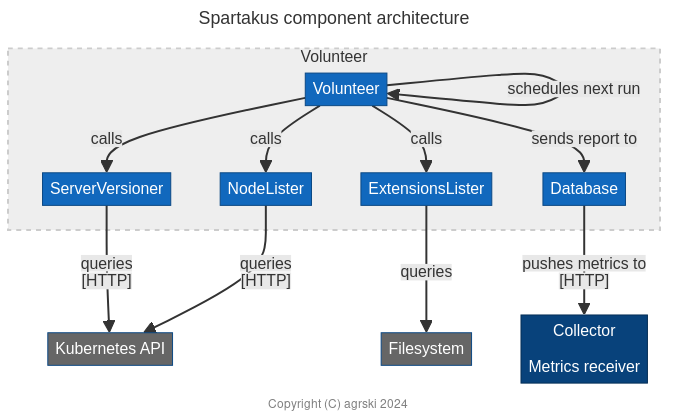 Spartakus component architecture
Volunteer
Volunteer
schedules next run
calls
calls
calls
sends report to
ServerVersioner
NodeLister
ExtensionsLister
Database
queries
[HTTP]
queries
[HTTP]
queries
pushes metrics to
[HTTP]
Kubernetes API
Filesystem
Collector
Metrics receiver
Copyright (C) agrski 2024